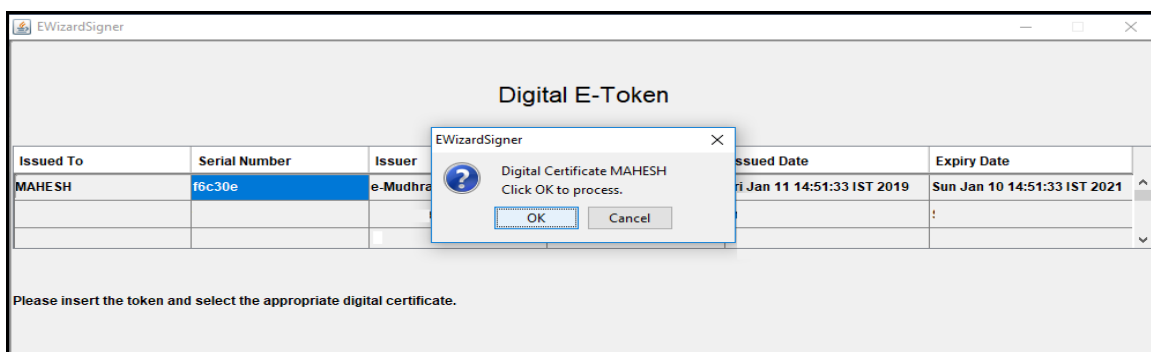 EWizardSigner
Digital E-Token
EWizardSigner
Digital Certificate MAHESH
Click OK to process.
OK Cancel
Issued To Serial Number Issuer ssued Date Expiry Date
MAHESH f6c30e e-Mudhra ri Jan 11 14:51:33 IST 2019 Sun Jan 10 14:51:33 IST 2021
Please insert the token and select the appropriate digital certificate.